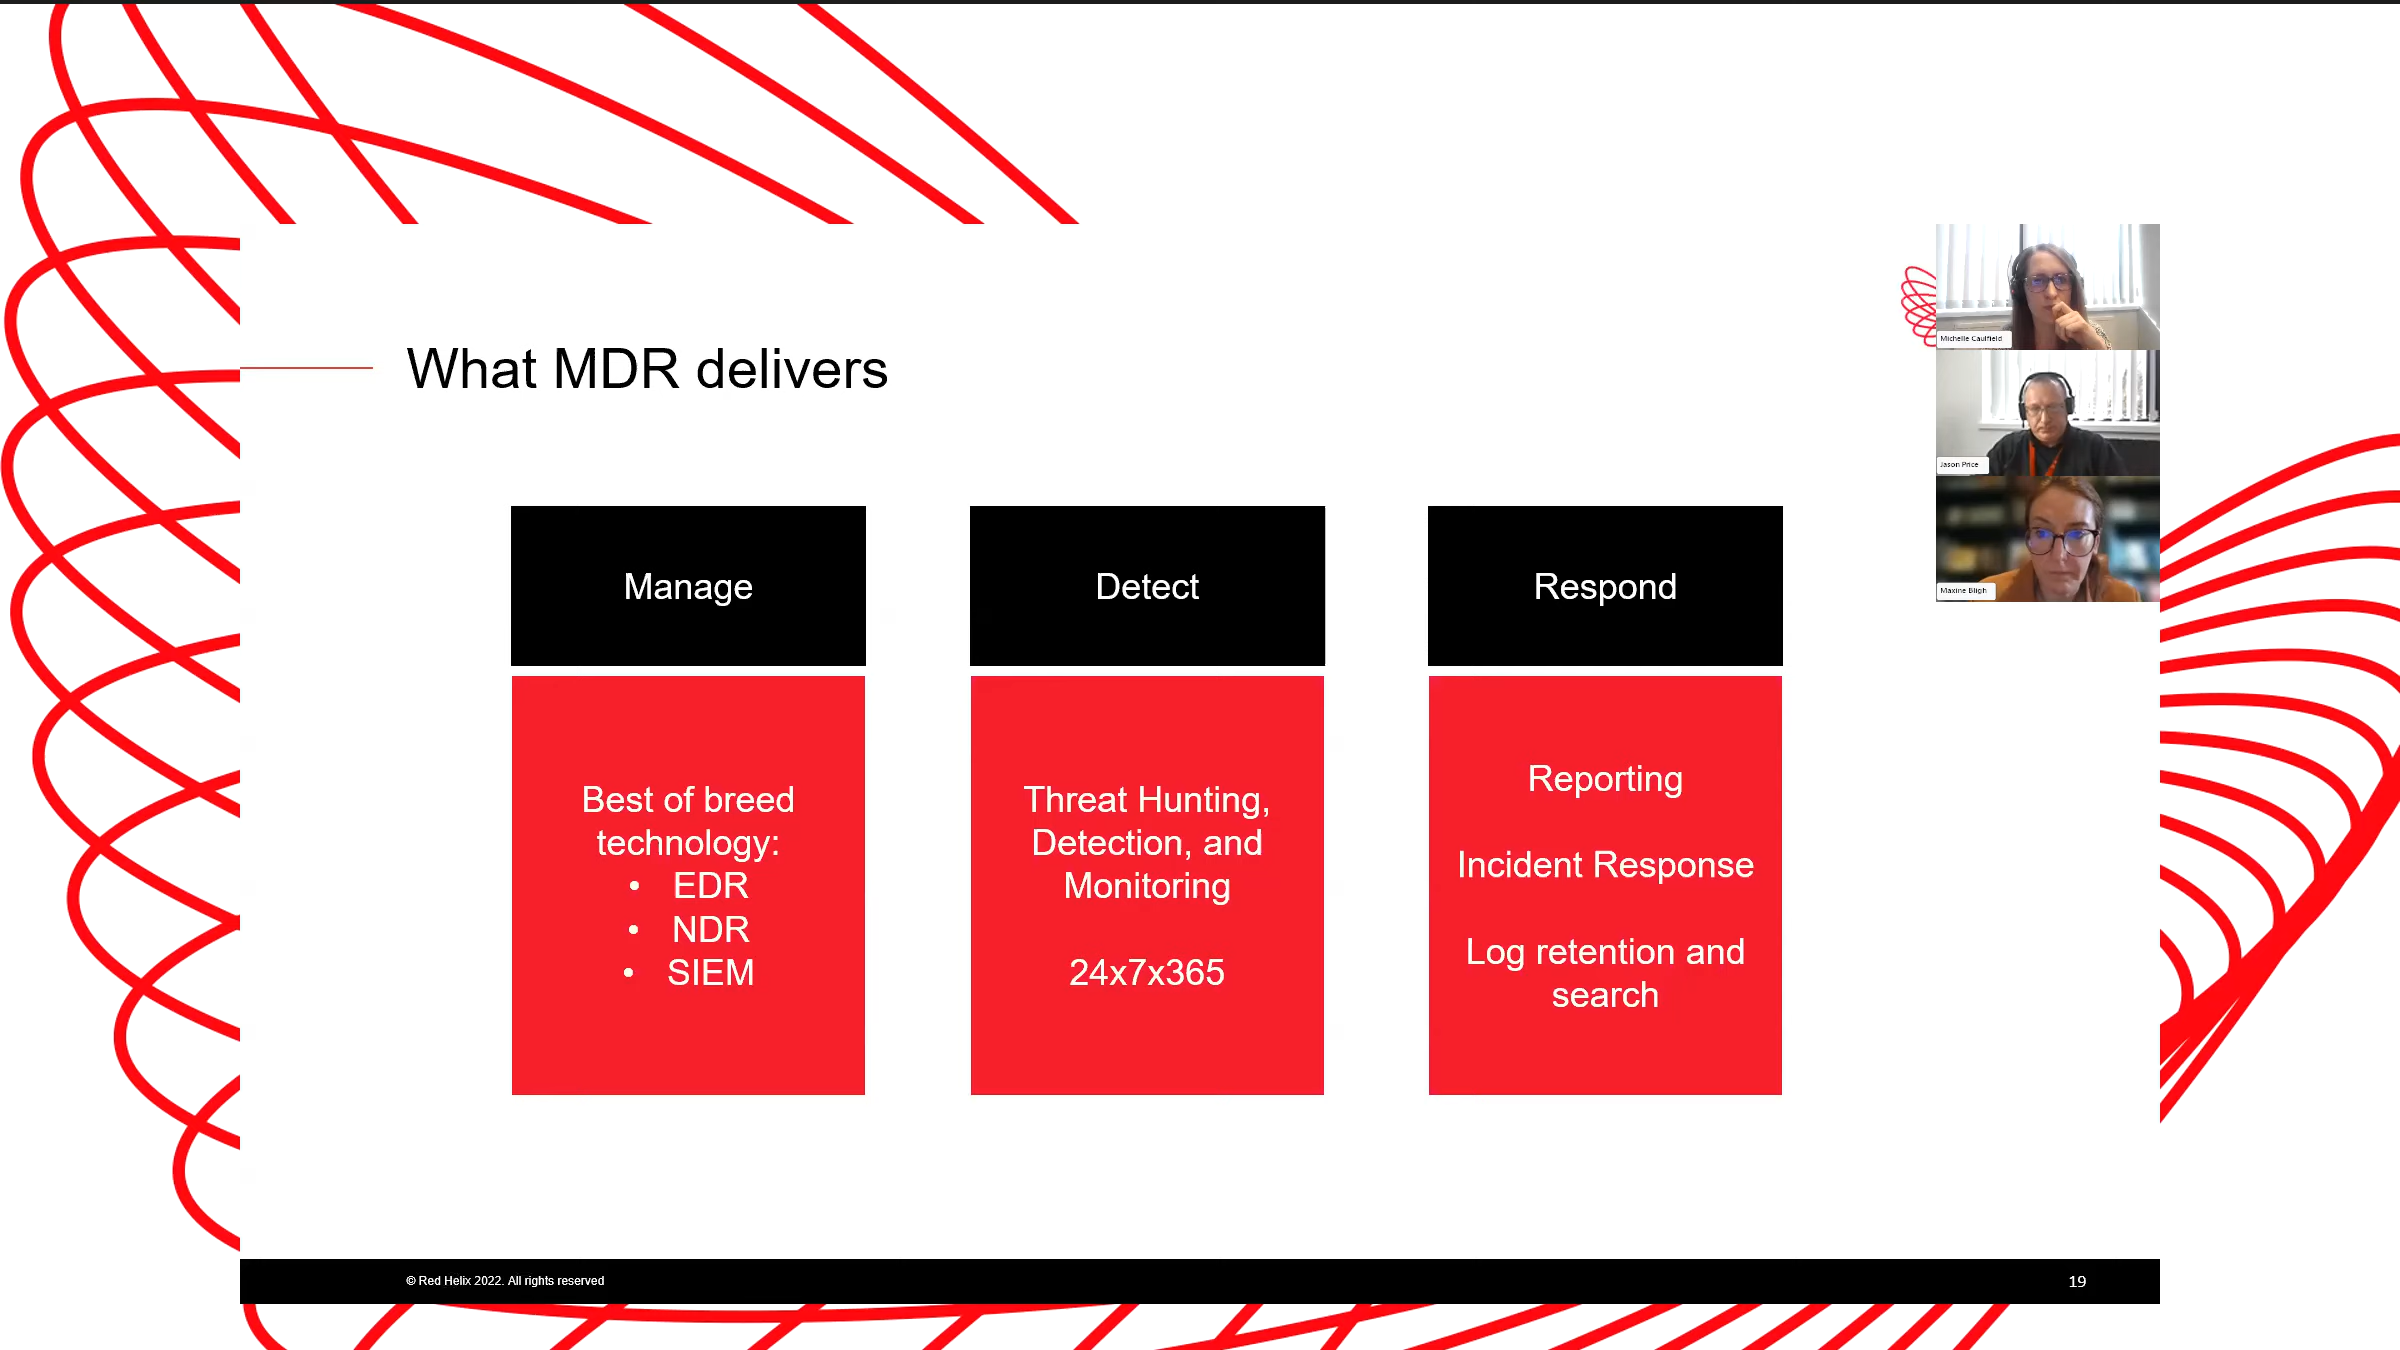 What MDR delivers
Michelle Caulfield
Jason Price
Maxine Bligh
Manage
Best of breed
technology:
• EDR
• NDR
• SIEM
Detect
Threat Hunting,
Detection, and
Monitoring
24x7x365
Respond
Reporting
Incident Response
Log retention and
search
© Red Helix 2022. All rights reserved
19